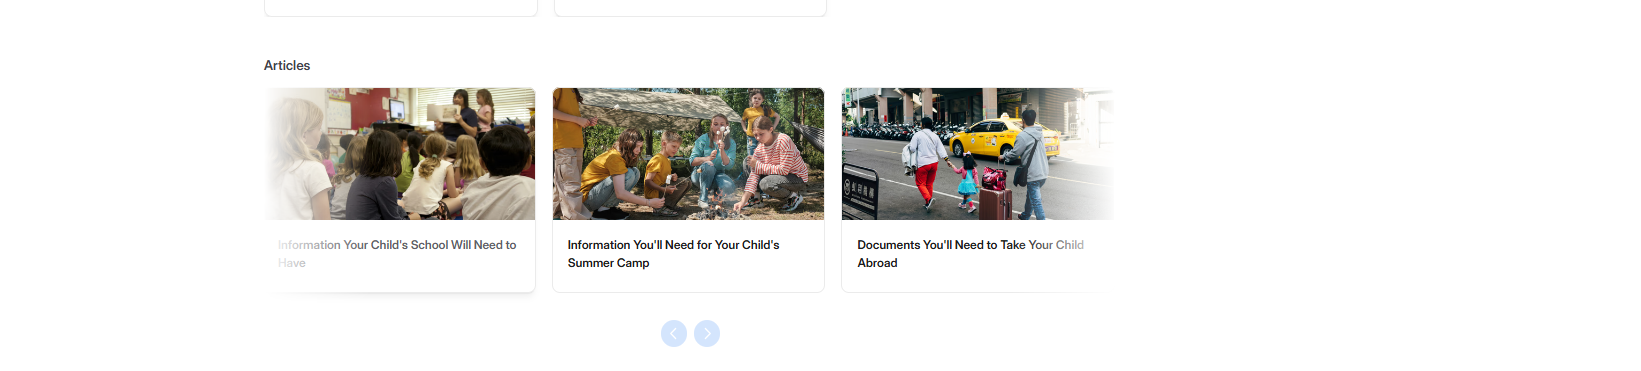 Articles
Information Your Child's School Will Need to
Have
Information You'll Need for Your Child's
Summer Camp
Documents You'll Need to Take Your Child
Abroad